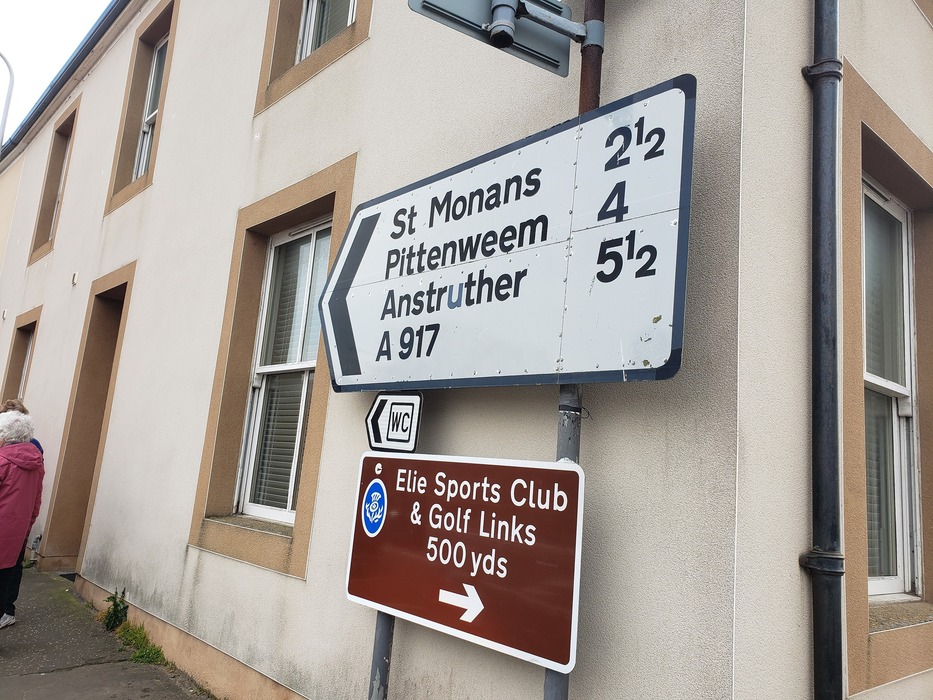 St Monans 2½
Pittenweem 4
Anstruther 5½
A 917
WC
Elie Sports Club
& Golf Links
500 yds